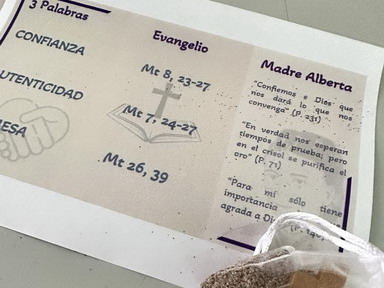 3 Palabras
CONFIANZA
UTENTICIDAD
ESA
Evangelio
Mt 8, 23-27
Mt 7, 24-27
Mt 26, 39
Madre Alberta
"Confiemos a Dios que
nos dará lo que nos
convenga" (P. 231)
"En verdad nos esperan
tiempos de prueba; pero
en el crisol se purifica el
oro" (P. 71)
"Para mí sólo tiene
importancia
agrada a Di
(P.